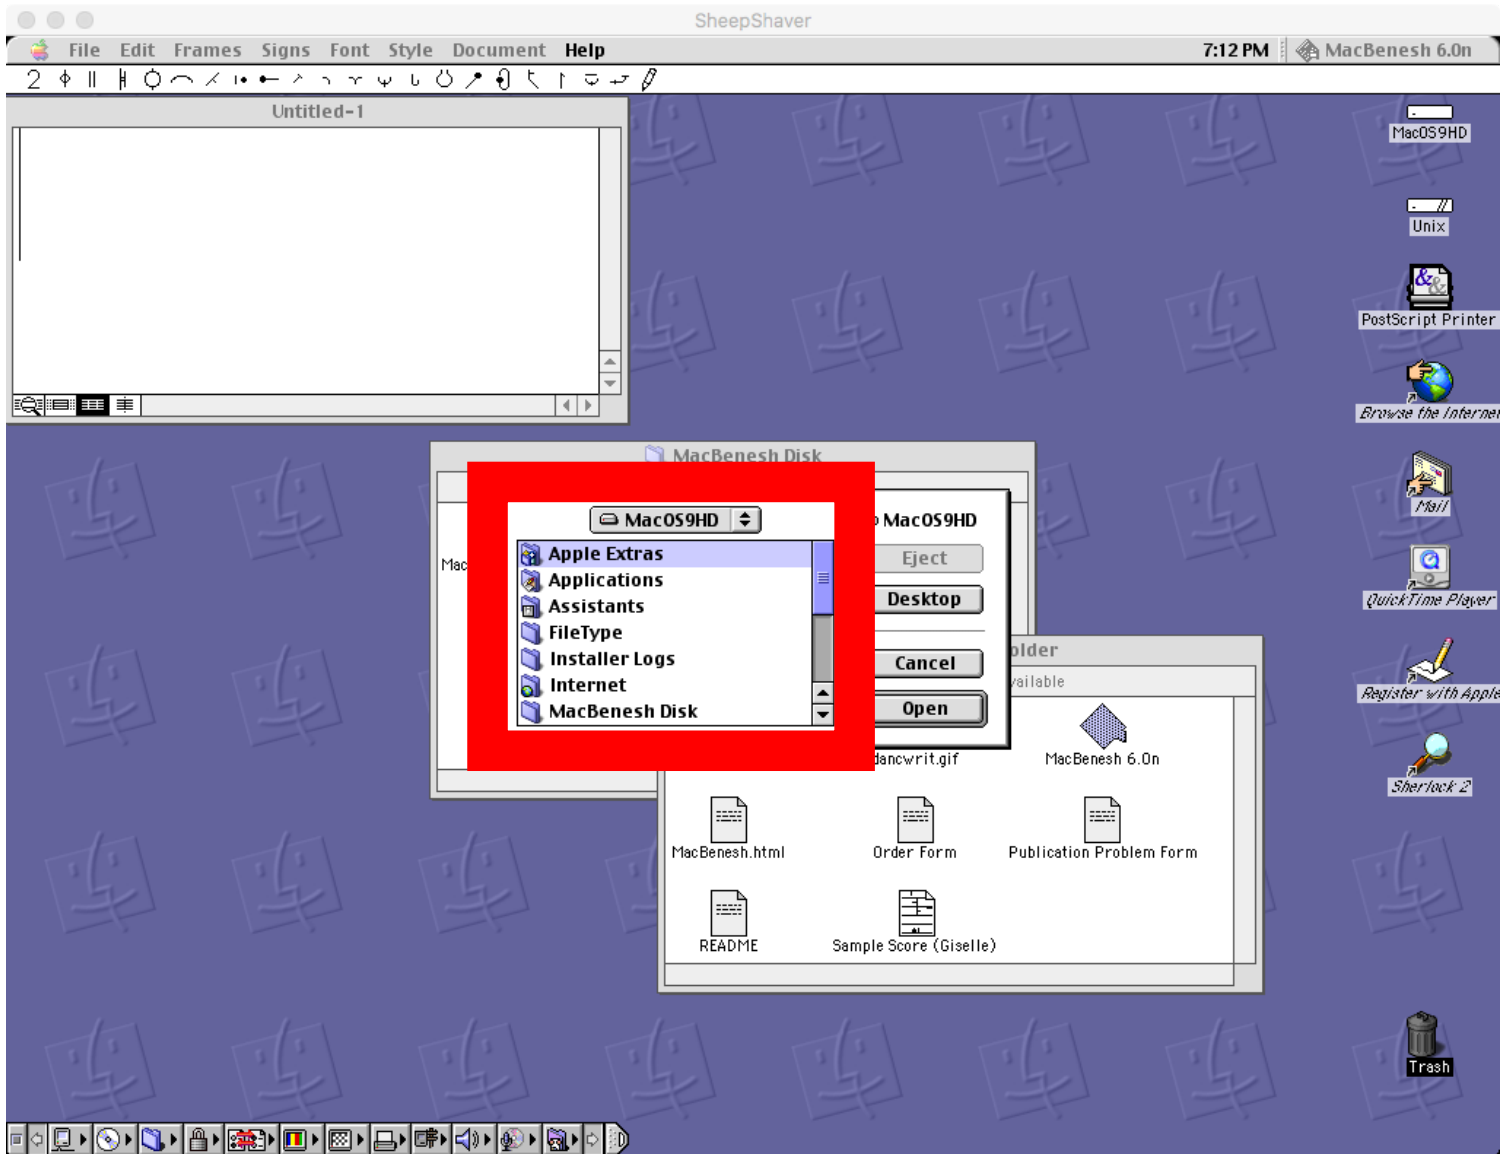 SheepShaver
File Edit Frames Signs Font Style Document Help 7:12 PM MacBenesh 6.0n
Untitled-1
MacOS9HD
Unix
PostScript Printer
Browse the Internet
Mail
QuickTime Player
Register with Apple
Sherlock 2
Trash
MacBenesh Disk
Mac
MacOS9HD
Apple Extras
Applications
Assistants
FileType
Installer Logs
Internet
MacBenesh Disk
MacOS9HD
Eject
Desktop
Cancel
Open
older
vailable
dancwrit.gif
MacBenesh 6.0n
MacBenesh.html
Order Form
Publication Problem Form
README
Sample Score (Giselle)